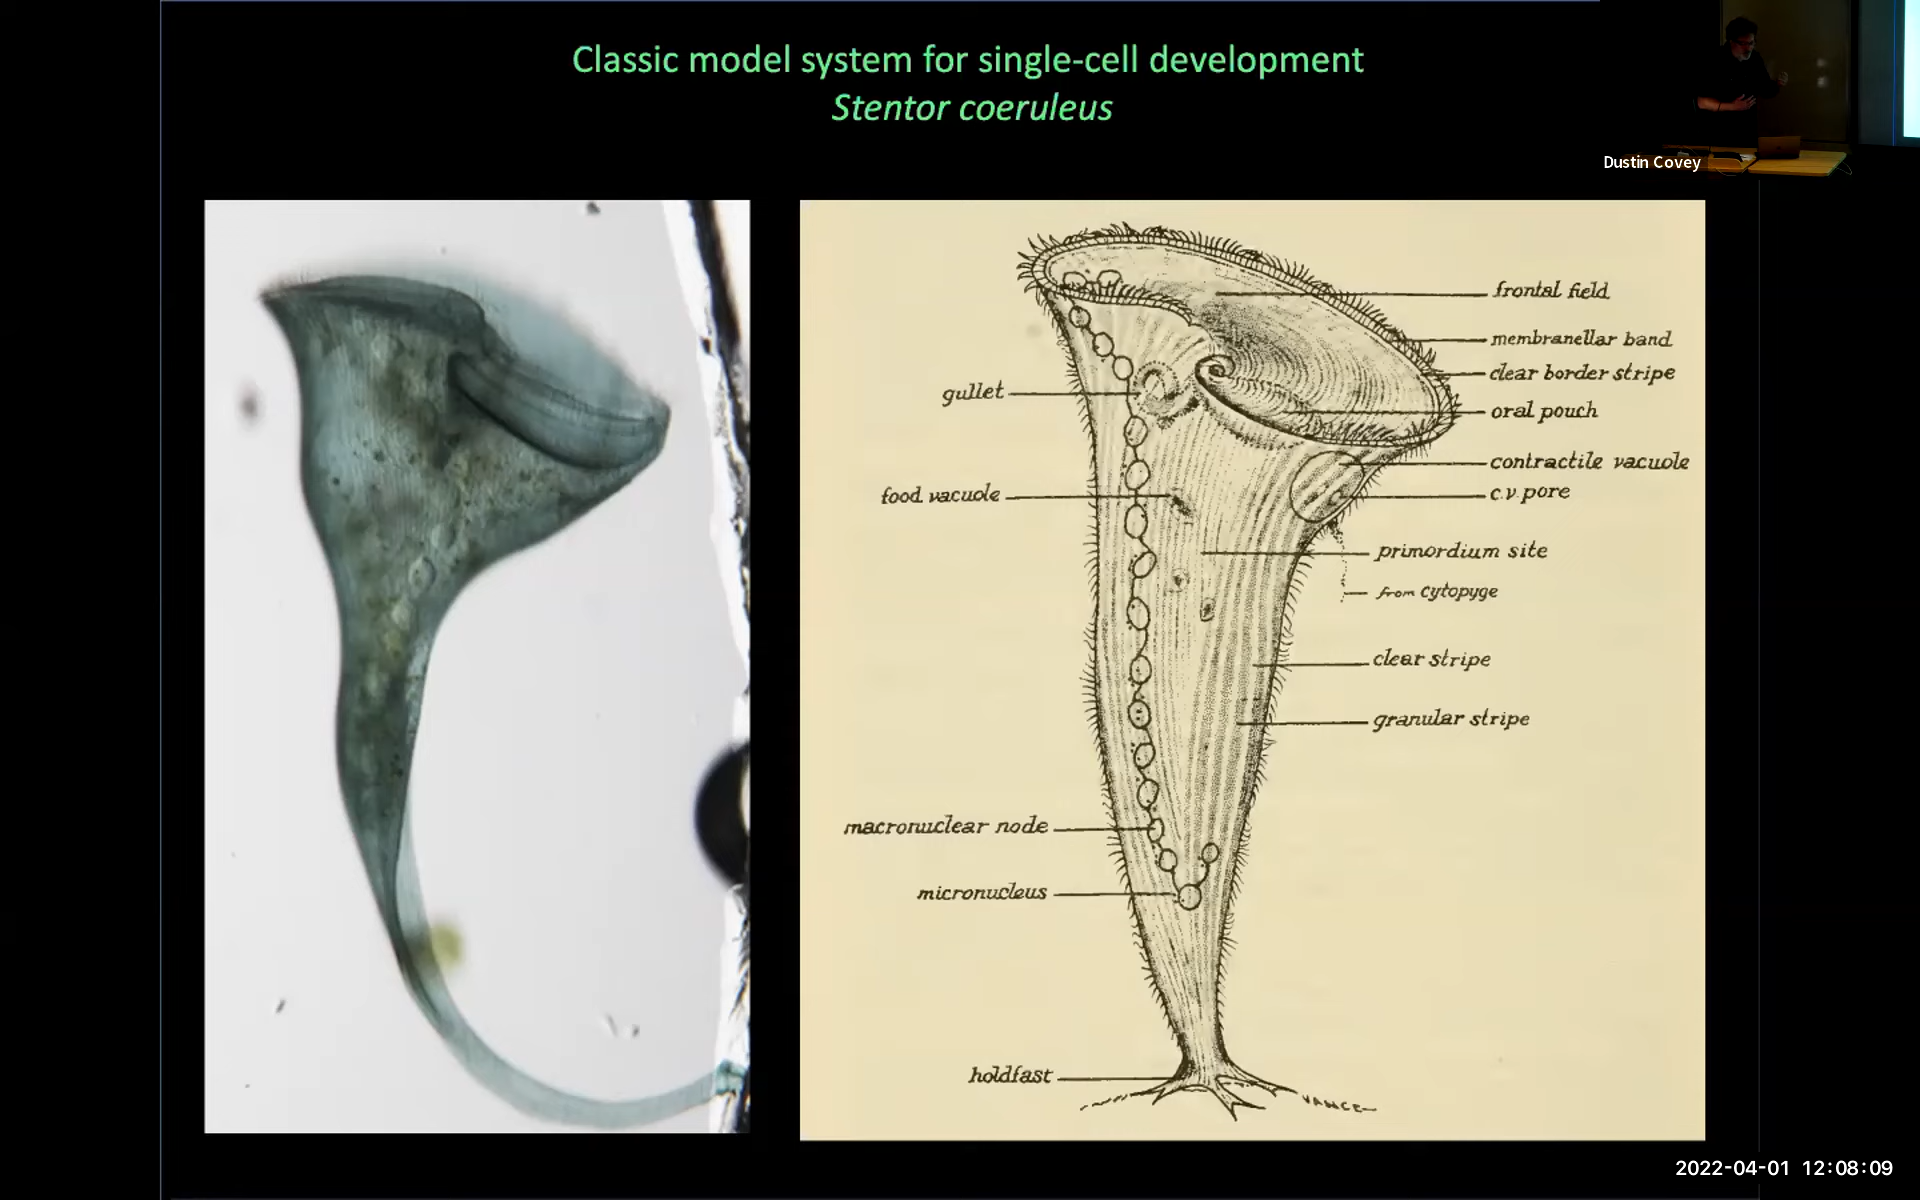 Classic model system for single-cell development
Stentor coeruleus
Dustin Covey
frontal field
membranellar band
clear border stripe
gullet
oral pouch
contractile vacuole
food vacuole
c.v. pore
primordium site
from cytopyge
clear stripe
granular stripe
macronuclear node
micronucleus
holdfast
VANCE
2022-04-01 12:08:09